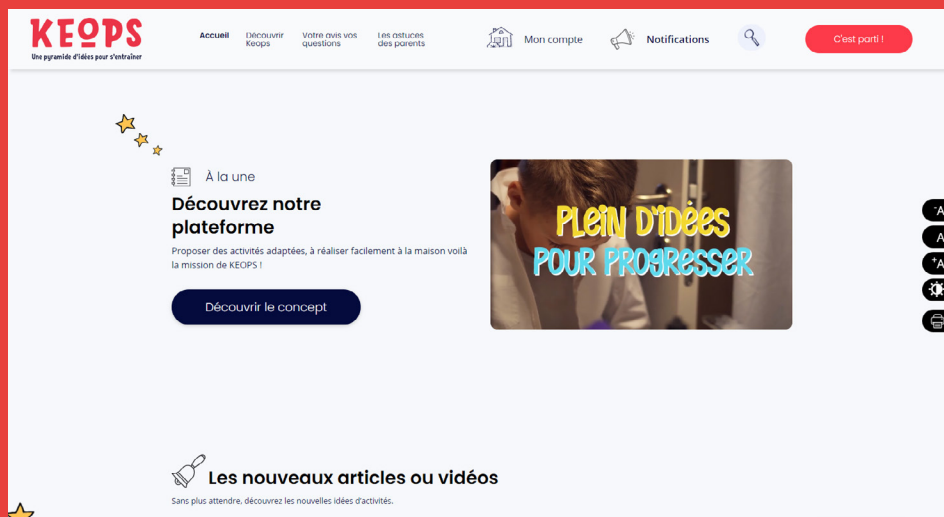 KEOPS
Une pyramide d'idées pour s'entraîner
Accueil
Découvrir
Keops
Votre avis vos
questions
Les astuces
des parents
Mon compte
Notifications
C'est parti !
À la une
Découvrez notre
plateforme
Proposer des activités adaptées, à réaliser facilement à la maison voilà
la mission de KEOPS !
Découvrir le concept
PLEIN D'IDÉES
POUR PROGRESSER
-A
A
+A
Les nouveaux articles ou vidéos
Sans plus attendre, découvrez les nouvelles idées d'activités.